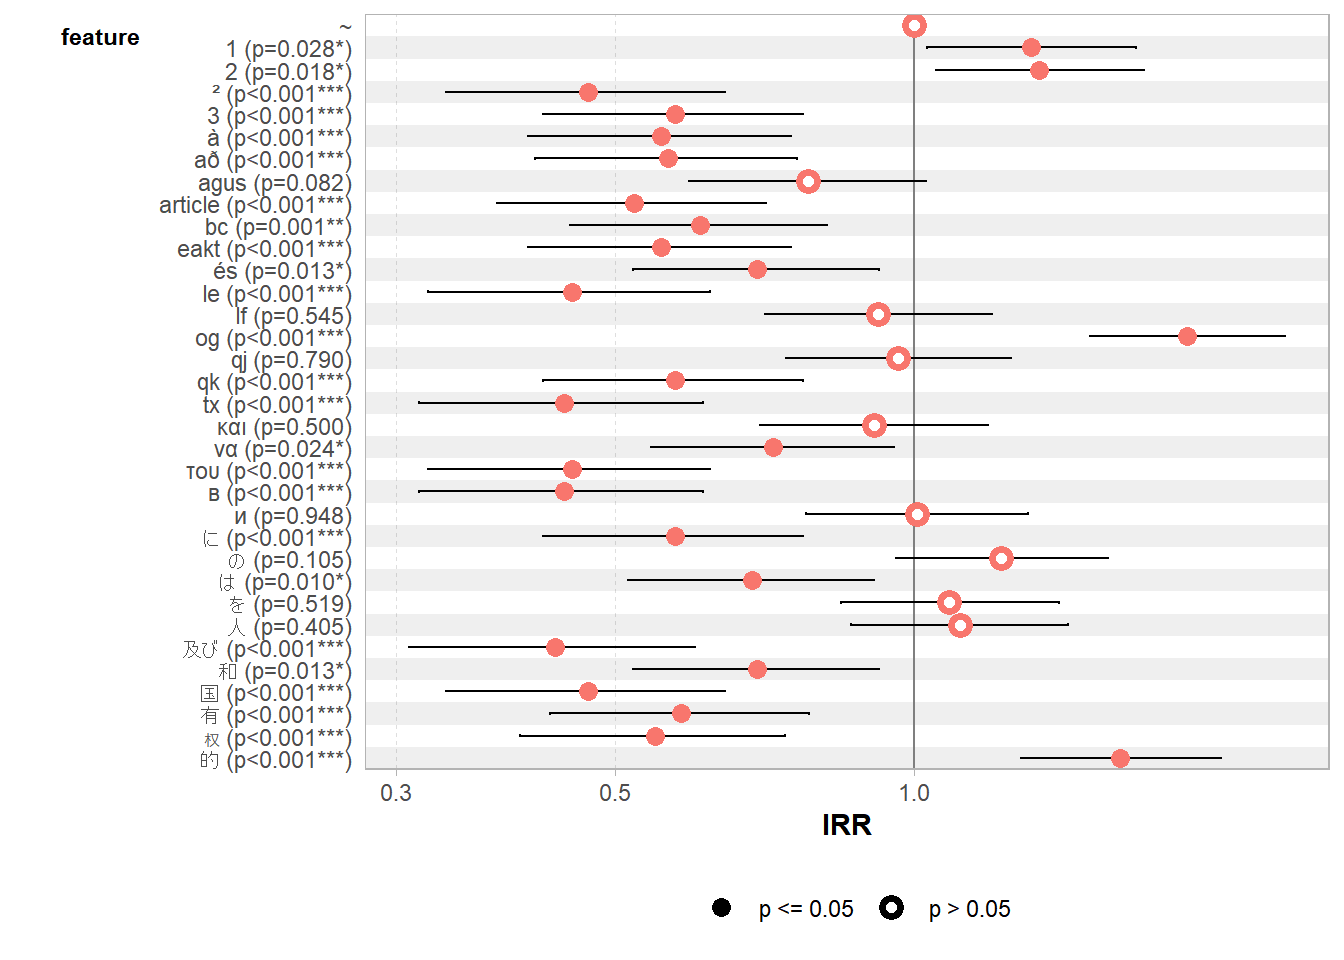 feature
~
1 (p=0.028*)
2 (p=0.018*)
² (p<0.001***)
3 (p<0.001***)
à (p<0.001***)
að (p<0.001***)
agus (p=0.082)
article (p<0.001***)
bc (p=0.001**)
eakt (p<0.001***)
és (p=0.013*)
le (p<0.001***)
lf (p=0.545)
og (p<0.001***)
qj (p=0.790)
qk (p<0.001***)
tx (p<0.001***)
και (p=0.500)
να (p=0.024*)
του (p<0.001***)
в (p<0.001***)
и (p=0.948)
に (p<0.001***)
の (p=0.105)
は (p=0.010*)
を (p=0.519)
人 (p=0.405)
及び (p<0.001***)
和 (p=0.013*)
国 (p<0.001***)
有 (p<0.001***)
权 (p<0.001***)
的 (p<0.001***)
0.3 0.5 1.0
IRR
p <= 0.05 p > 0.05